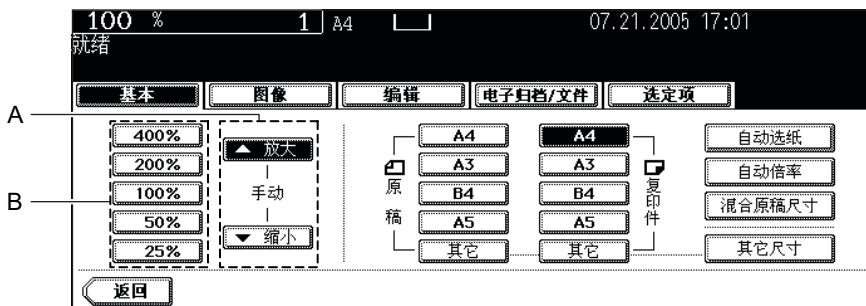 100 % 1 A4 07.21.2005 17:01
就绪
基本 图像 编辑 电子归档/文件 选定项
A
B
400%
200%
100%
50%
25%
▲ 放大
手动
▼ 缩小
原稿
A4
A3
B4
A5
其它
A4
A3
B4
A5
其它
复印件
自动选纸
自动倍率
混合原稿尺寸
其它尺寸
返回